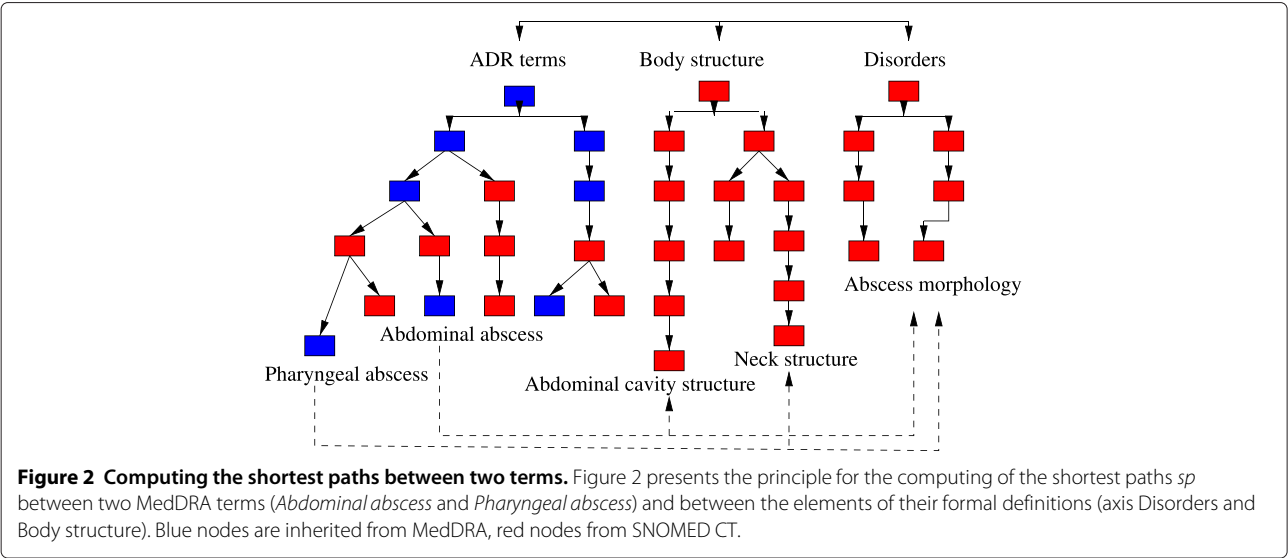 ADR terms
Body structure
Disorders
Abscess morphology
Abdominal abscess
Neck structure
Pharyngeal abscess
Abdominal cavity structure
Figure 2 Computing the shortest paths between two terms. Figure 2 presents the principle for the computing of the shortest paths sp
between two MedDRA terms (Abdominal abscess and Pharyngeal abscess) and between the elements of their formal definitions (axis Disorders and
Body structure). Blue nodes are inherited from MedDRA, red nodes from SNOMED CT.